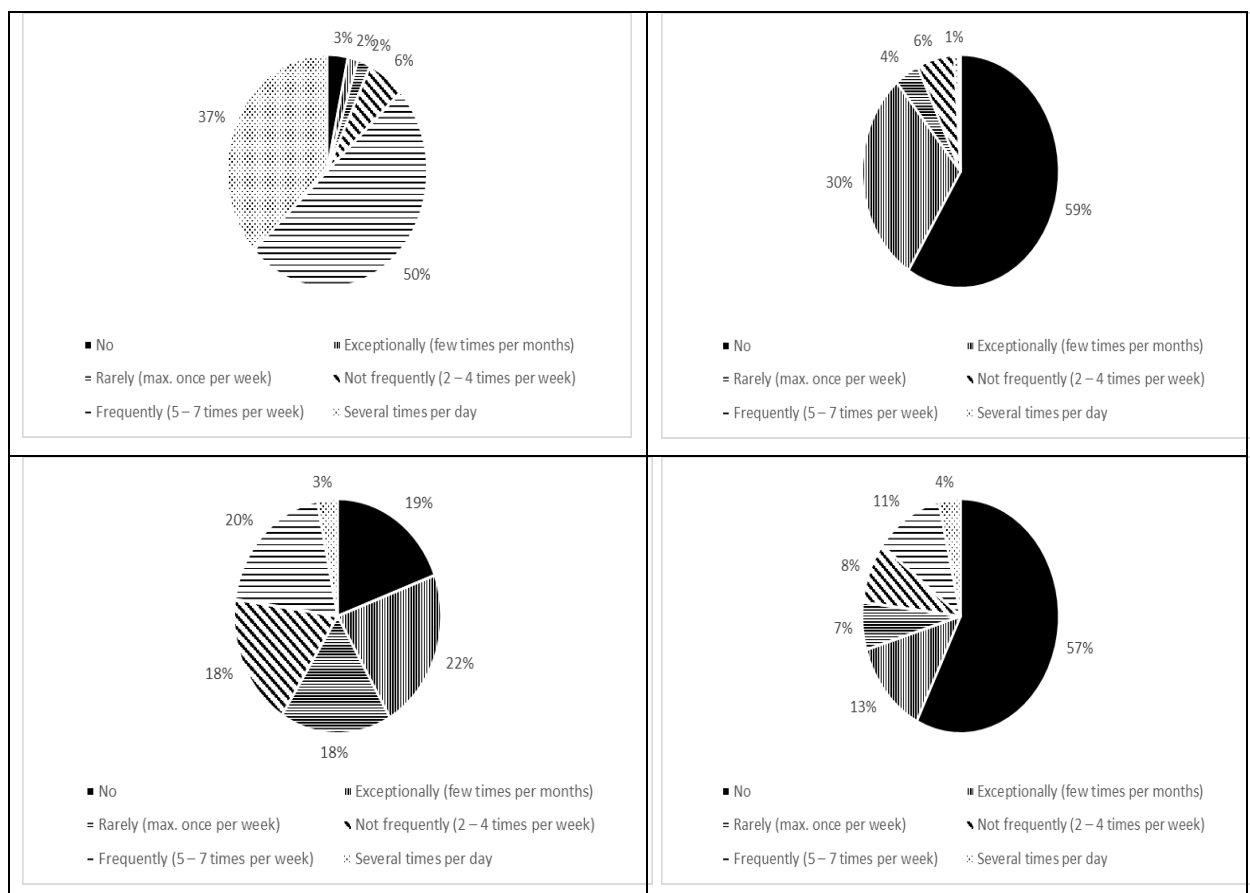 3% 2% 2% 6%
37%
50%
No Exceptionally (few times per months)
Rarely (max. once per week) Not frequently (2 – 4 times per week)
Frequently (5 – 7 times per week) Several times per day
4% 6% 1%
30%
59%
No Exceptionally (few times per months)
Rarely (max. once per week) Not frequently (2 – 4 times per week)
Frequently (5 – 7 times per week) Several times per day
3%
19%
20%
22%
18%
18%
No Exceptionally (few times per months)
Rarely (max. once per week) Not frequently (2 – 4 times per week)
Frequently (5 – 7 times per week) Several times per day
4%
11%
8%
7%
57%
13%
No Exceptionally (few times per months)
Rarely (max. once per week) Not frequently (2 – 4 times per week)
Frequently (5 – 7 times per week) Several times per day